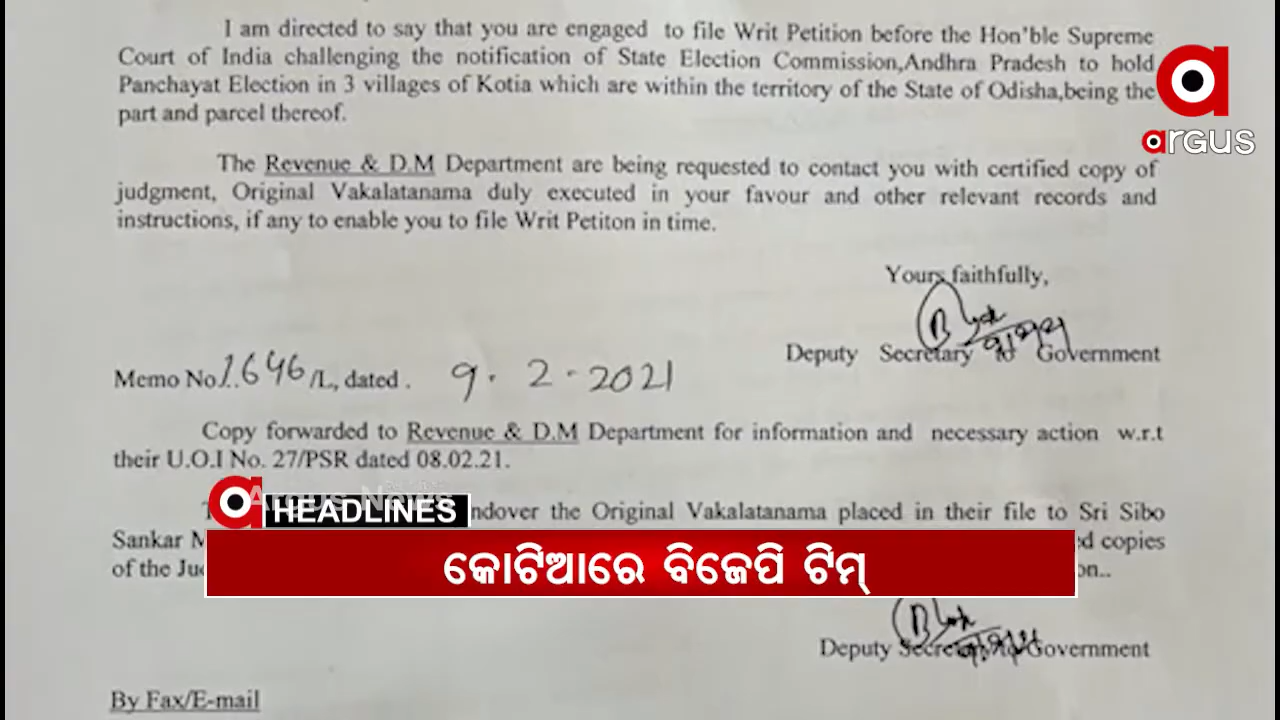 I am directed to say that you are engaged to file Writ Petition before the Hon'ble Supreme
Court of India challenging the notification of State Election Commission,Andhra Pradesh to hold
Panchayat Election in 3 villages of Kotia which are within the territory of the State of Odisha,being the
part and parcel thereof.
argus
The Revenue & D.M Department are being requested to contact you with certified copy of
judgment, Original Vakalatanama duly executed in your favour and other relevant records and
instructions, if any to enable you to file Writ Petiton in time.
Yours faithfully,
Deputy Secretary to Government
Memo No. 1646 /L, dated . 9. 2 - 2021
Copy forwarded to Revenue & D.M Department for information and necessary action w.r.t
their U.O.I No. 27/PSR dated 08.02.21.
Argus News
HEADLINES
ndover the Original Vakalatanama placed in their file to Sri Sibo
Sankar M
d copies
of the Ju
on..
କୋଟିଆରେ ବିଜେପି ଟିମ୍
Deputy Secretary to Government
By Fax/E-mail